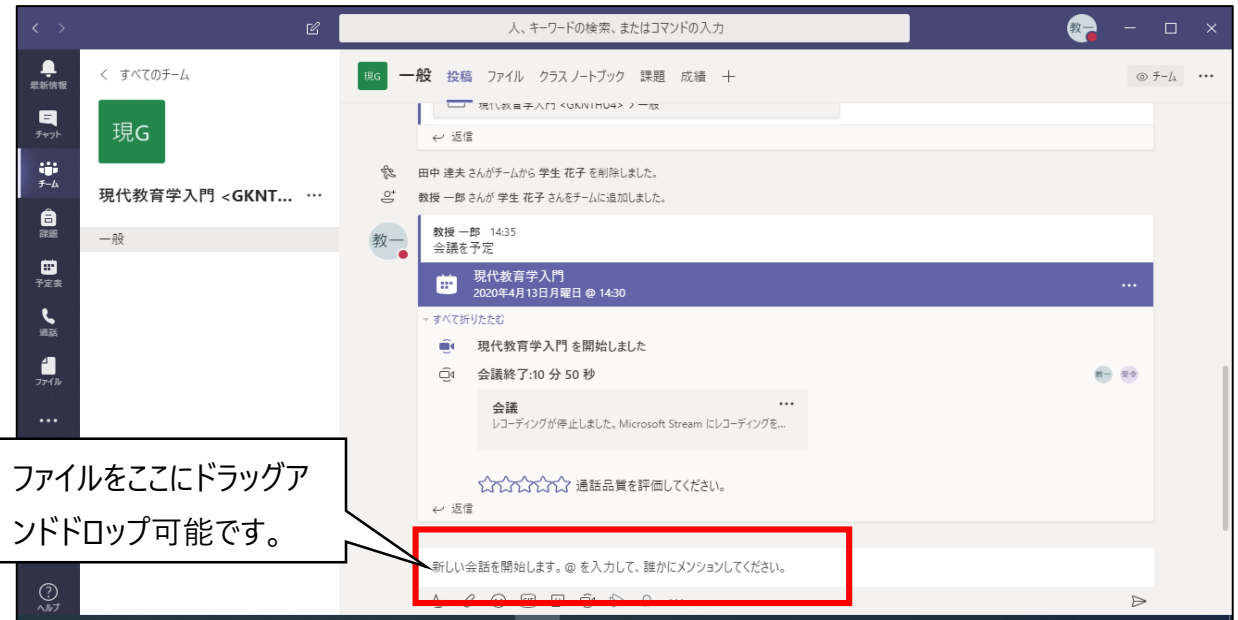 人、キーワードの検索、またはコマンドの入力
教一
最新情報
チャット
チーム
課題
予定表
通話
ファイル
ヘルプ
すべてのチーム
現G
現代教育学入門 <GKNT... ...
一般
現G 一般 投稿 ファイル クラス ノートブック 課題 成績 ＋
チーム ...
現代教育学入門 <GKNTHU4> / 一般
返信
田中 達夫 さんがチームから 学生 花子 を削除しました。
教授 一郎 さんが 学生 花子 さんをチームに追加しました。
教一
教授 一郎 14:35
会議を予定
現代教育学入門
2020年4月13日月曜日 @ 14:30
すべて折りたたむ
現代教育学入門 を開始しました
会議終了:10 分 50 秒
教一
会議
レコーディングが停止しました。Microsoft Stream にレコーディングを...
通話品質を評価してください。
返信
ファイルをここにドラッグア
ンドドロップ可能です。
新しい会話を開始します。@ を入力して、誰かにメンションしてください。